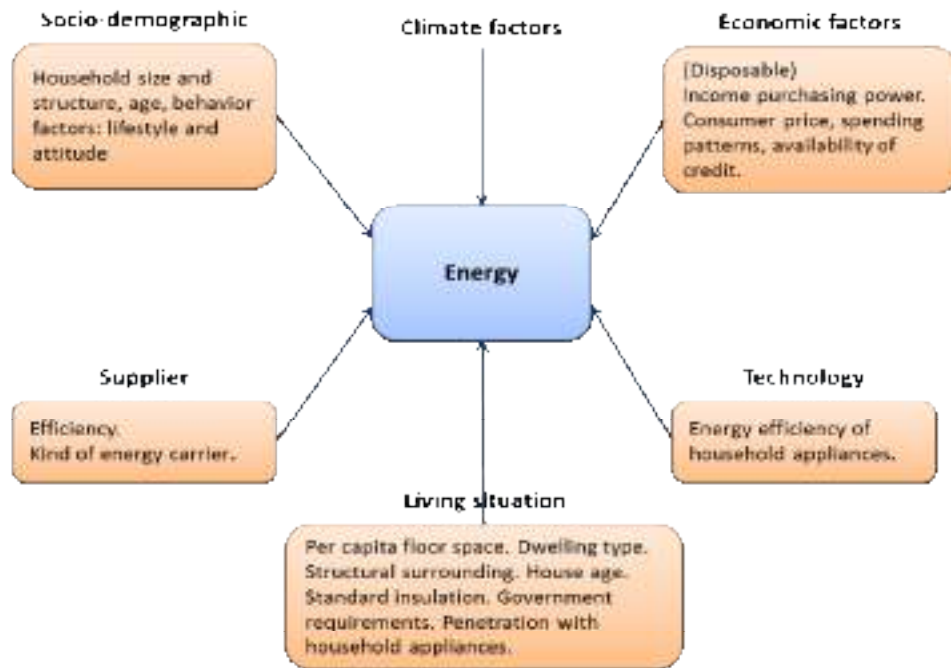 Socio-demographic
Household size and
structure, age, behavior
factors: lifestyle and
attitude
Climate factors
Economic factors
(Disposable)
Income purchasing power.
Consumer price, spending
patterns, availability of
credit.
Energy
Supplier
Efficiency.
Kind of energy carrier.
Technology
Energy efficiency of
household appliances.
Living situation
Per capita floor space. Dwelling type.
Structural surrounding. House age.
Standard insulation. Government
requirements. Penetration with
household appliances.